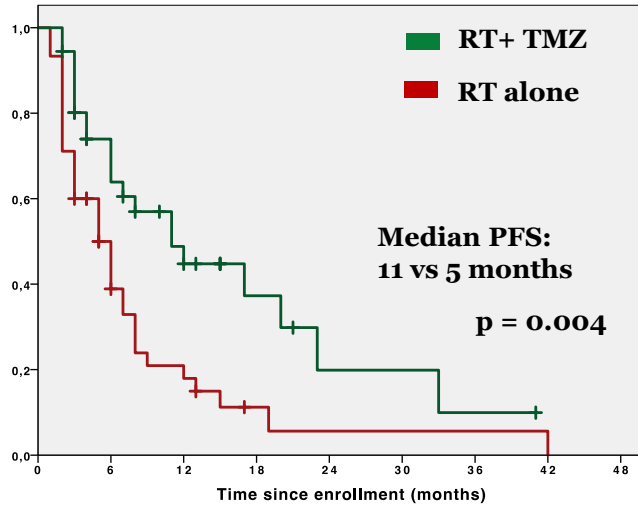 1,0
0,8
0,6
0,4
0,2
0,0
RT+ TMZ
RT alone
Median PFS:
11 vs 5 months
p = 0.004
0 6 12 18 24 30 36 42 48
Time since enrollment (months)